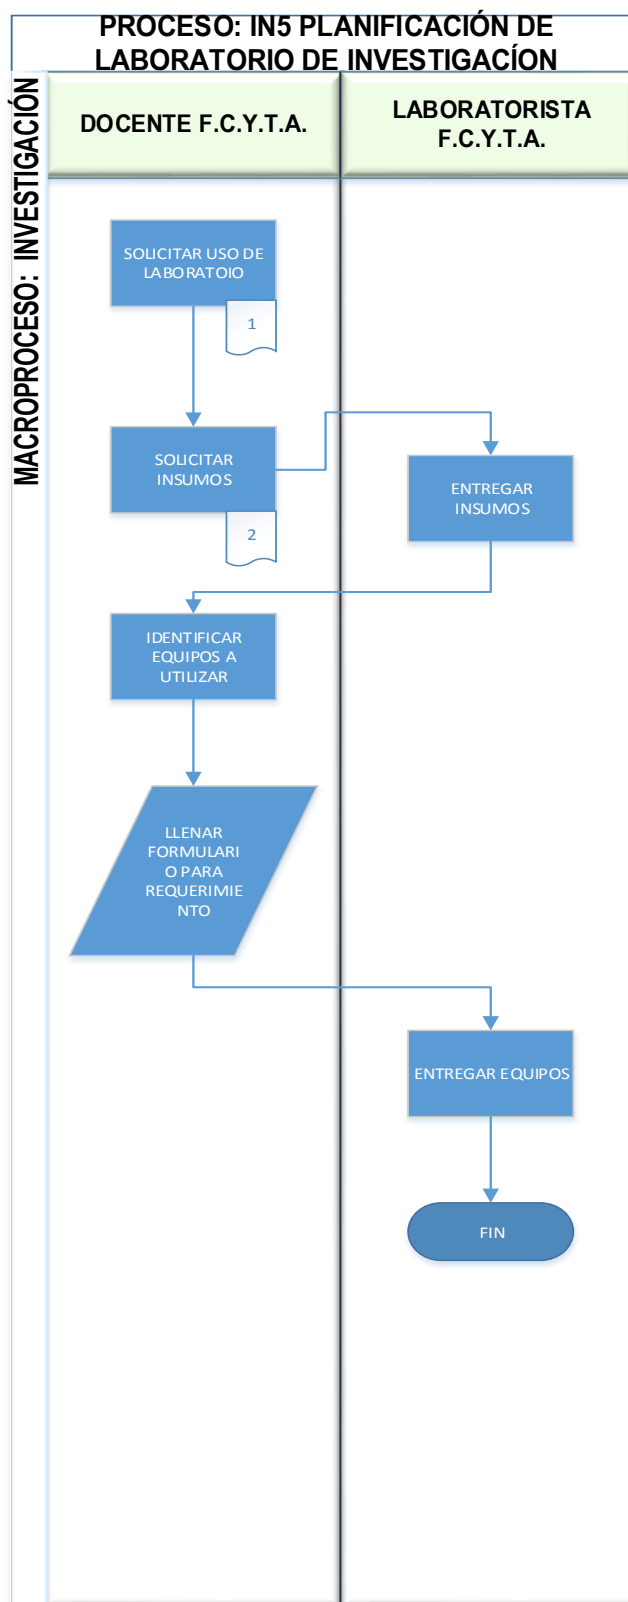 PROCESO: IN5 PLANIFICACIÓN DE
LABORATORIO DE INVESTIGACÍON
MACROPROCESO: INVESTIGACIÓN
DOCENTE F.C.Y.T.A.
LABORATORISTA
F.C.Y.T.A.
SOLICITAR USO DE
LABORATOIO
1
SOLICITAR
INSUMOS
2
ENTREGAR
INSUMOS
IDENTIFICAR
EQUIPOS A
UTILIZAR
LLENAR
FORMULARI
O PARA
REQUERIMIE
NTO
ENTREGAR EQUIPOS
FIN